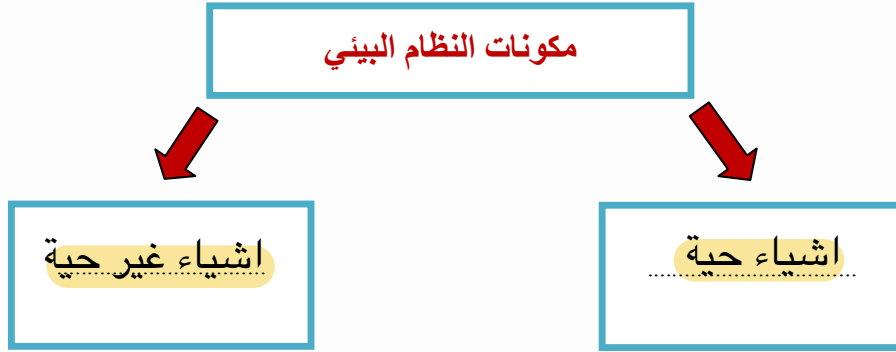 مكونات النظام البيئي
اشياء حية
اشياء غير حية